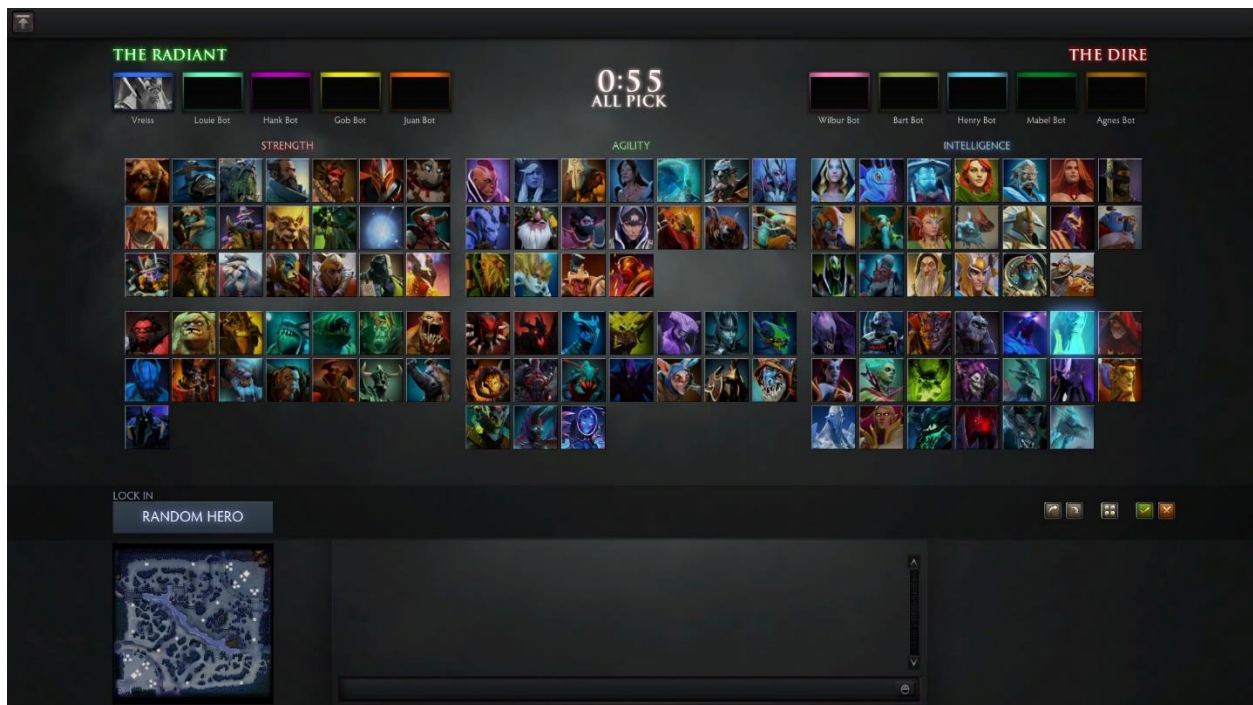 THE RADIANT
THE DIRE
0:55
ALL PICK
Vreiss
Louie Bot
Hank Bot
Gob Bot
Juan Bot
Wilbur Bot
Bart Bot
Henry Bot
Mabel Bot
Agnes Bot
STRENGTH
AGILITY
INTELLIGENCE
LOCK IN
RANDOM HERO